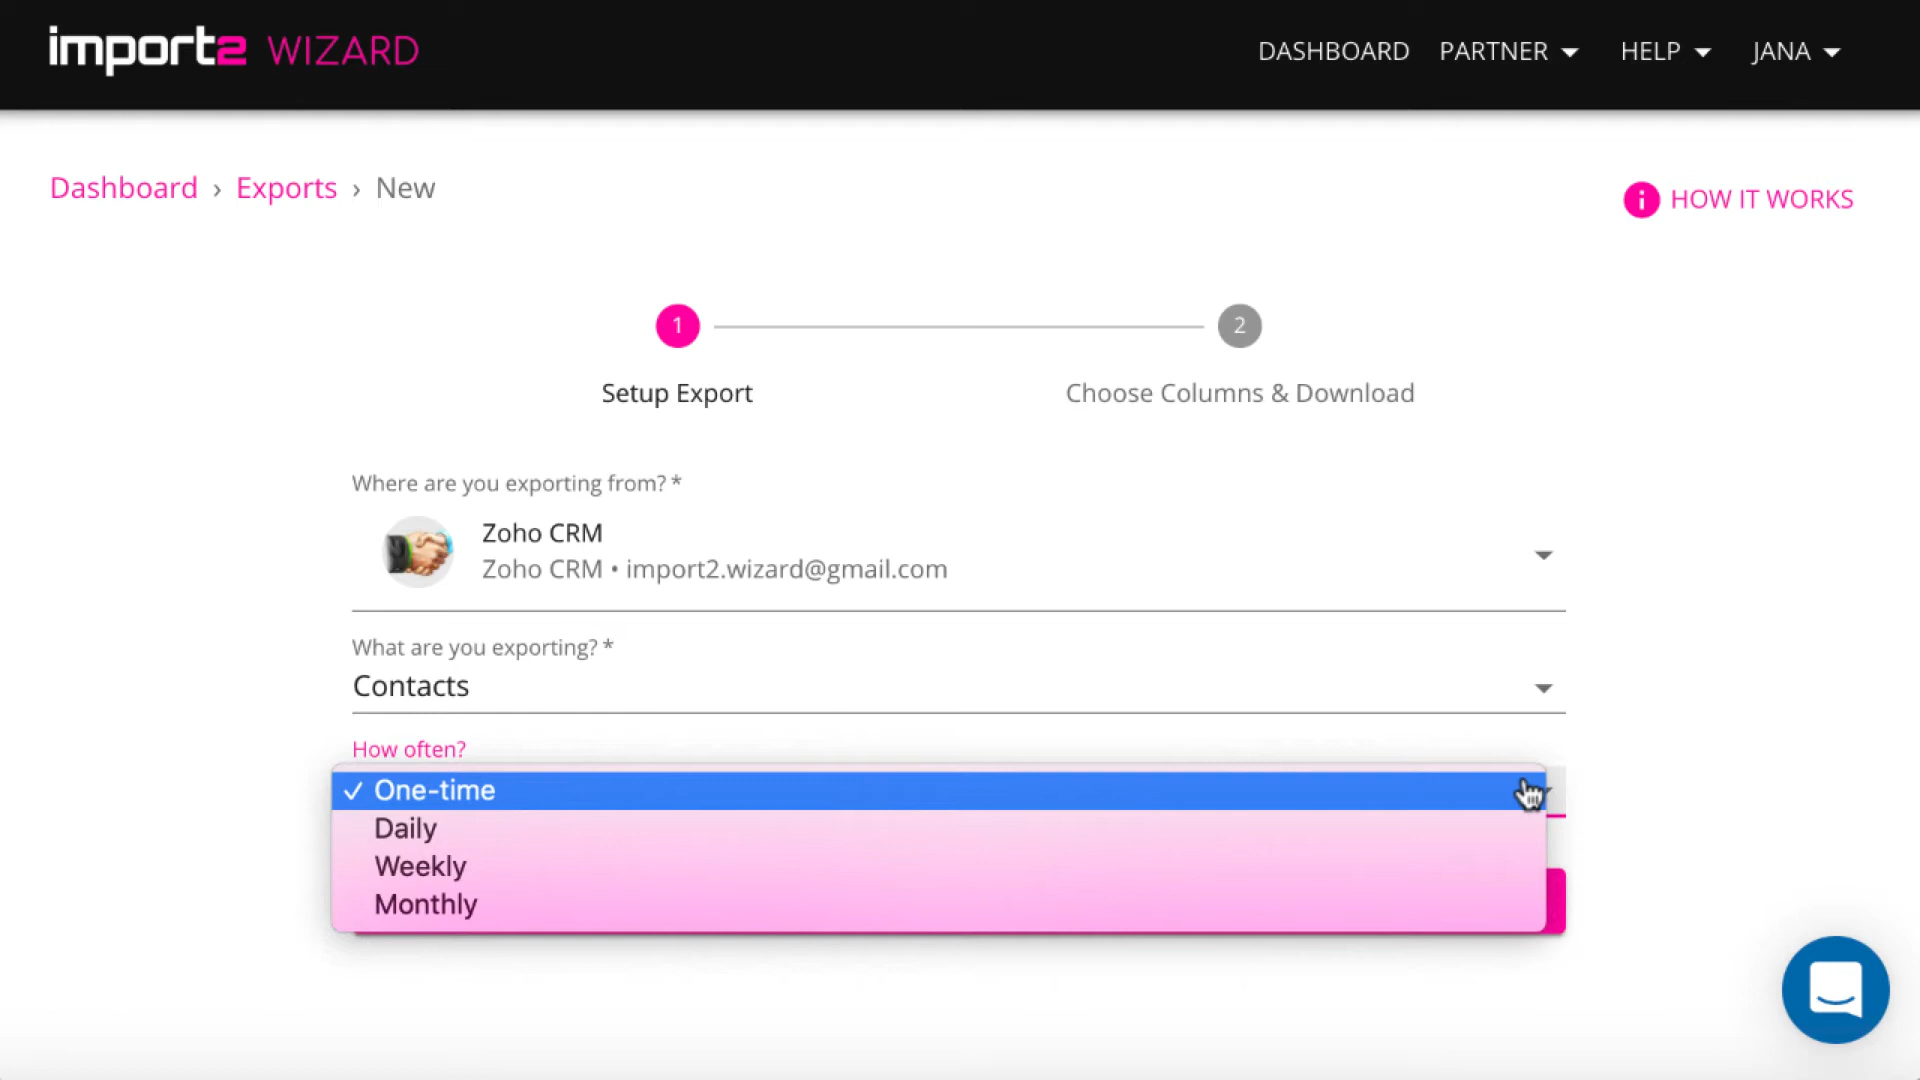 import2 WIZARD
DASHBOARD PARTNER HELP JANA
Dashboard › Exports › New
i HOW IT WORKS
1 2
Setup Export Choose Columns & Download
Where are you exporting from? *
Zoho CRM
Zoho CRM • import2.wizard@gmail.com
What are you exporting? *
Contacts
How often?
✓ One-time
Daily
Weekly
Monthly